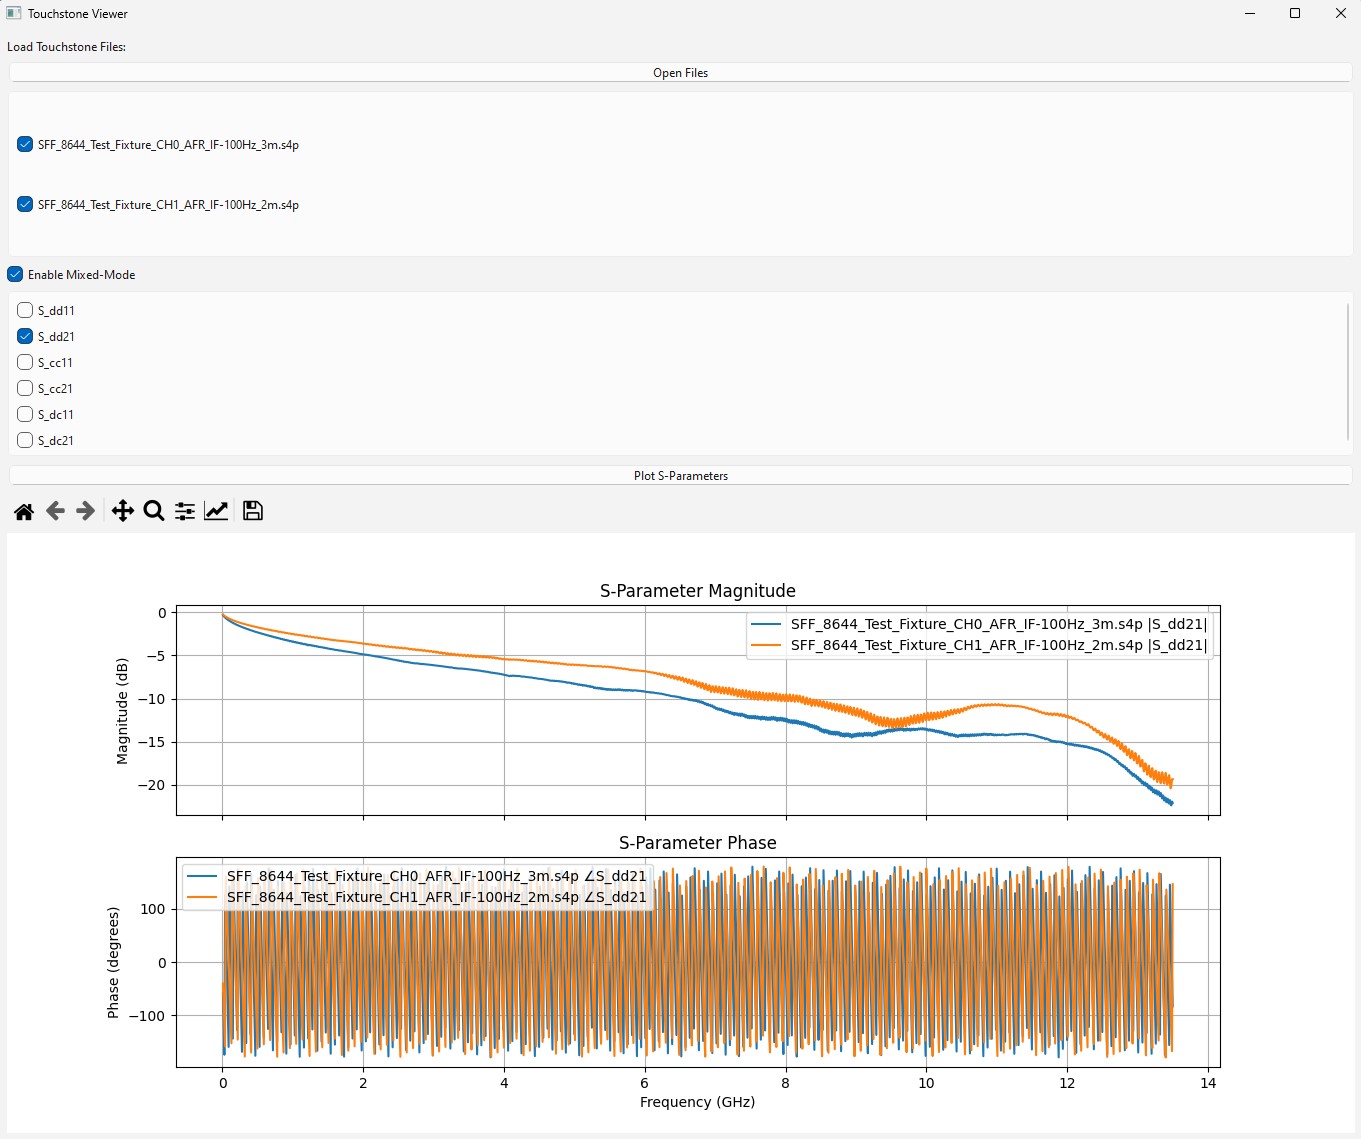 Touchstone Viewer
Load Touchstone Files:
Open Files
SFF_8644_Test_Fixture_CH0_AFR_IF-100Hz_3m.s4p
SFF_8644_Test_Fixture_CH1_AFR_IF-100Hz_2m.s4p
Enable Mixed-Mode
S_dd11
S_dd21
S_cc11
S_cc21
S_dc11
S_dc21
Plot S-Parameters
S-Parameter Magnitude
SFF_8644_Test_Fixture_CH0_AFR_IF-100Hz_3m.s4p |S_dd21|
SFF_8644_Test_Fixture_CH1_AFR_IF-100Hz_2m.s4p |S_dd21|
Magnitude (dB)
0
−5
−10
−15
−20
S-Parameter Phase
SFF_8644_Test_Fixture_CH0_AFR_IF-100Hz_3m.s4p ∠S_dd21
SFF_8644_Test_Fixture_CH1_AFR_IF-100Hz_2m.s4p ∠S_dd21
Phase (degrees)
100
0
−100
0 2 4 6 8 10 12 14
Frequency (GHz)